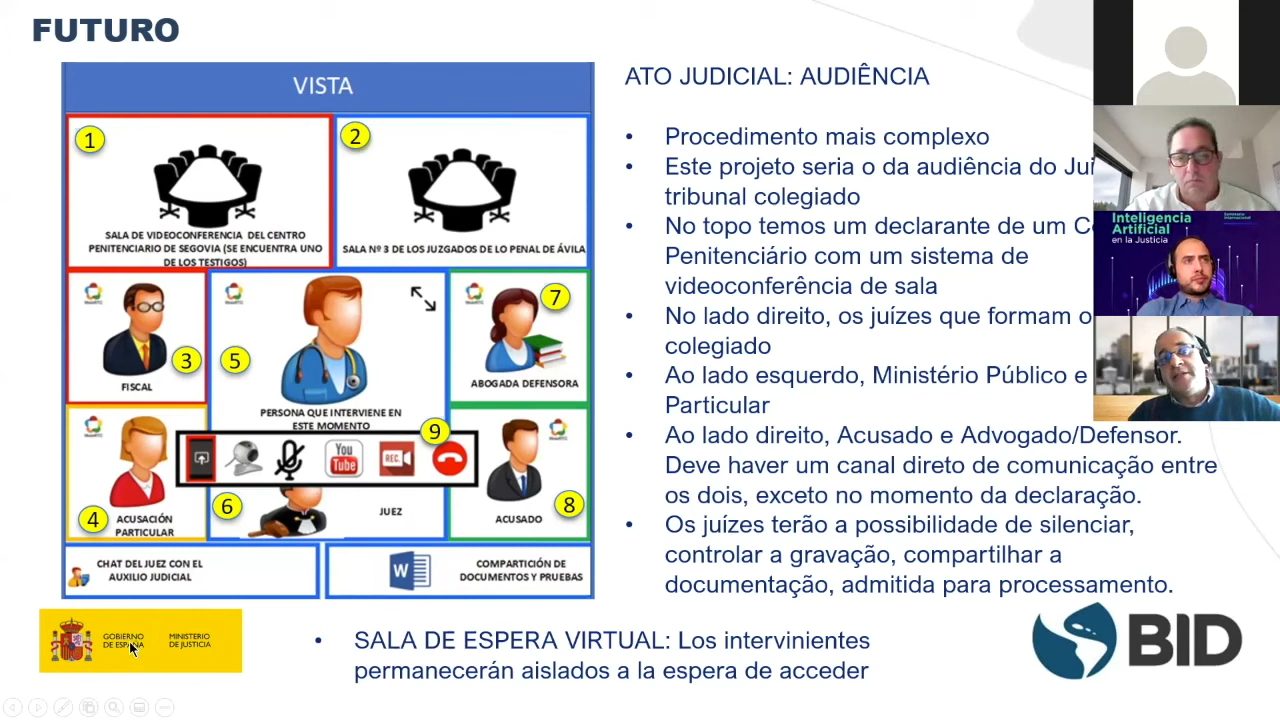 FUTURO
VISTA
1
2
SALA DE VIDEOCONFERENCIA DEL CENTRO
PENITENCIARIO DE SEGOVIA (SE ENCUENTRA UNO
DE LOS TESTIGOS)
SALA Nº 3 DE LOS JUZGADOS DE LO PENAL DE ÁVILA
3
FISCAL
5
PERSONA QUE INTERVIENE EN
ESTE MOMENTO
7
ABOGADA DEFENSORA
9
You
Tube
REC
4
ACUSACIÓN
PARTICULAR
6
JUEZ
8
ACUSADO
CHAT DEL JUEZ CON EL
AUXILIO JUDICIAL
W
COMPARTICIÓN DE
DOCUMENTOS Y PRUEBAS
ATO JUDICIAL: AUDIÊNCIA
• Procedimento mais complexo
• Este projeto seria o da audiência do
tribunal colegiado
• No topo temos um declarante de um
Penitenciário com um sistema de
videoconferência de sala
• No lado direito, os juízes que formam o
colegiado
• Ao lado esquerdo, Ministério Público e
Particular
• Ao lado direito, Acusado e Advogado/Defensor.
Deve haver um canal direto de comunicação entre
os dois, exceto no momento da declaração.
• Os juízes terão a possibilidade de silenciar,
controlar a gravação, compartilhar a
documentação, admitida para processamento.
Inteligencia
Artificial
en la Justicia
Seminario
Internacional
GOBIERNO
DE ESPAÑA
MINISTERIO
DE JUSTICIA
• SALA DE ESPERA VIRTUAL: Los intervinientes
permanecerán aislados a la espera de acceder
BID